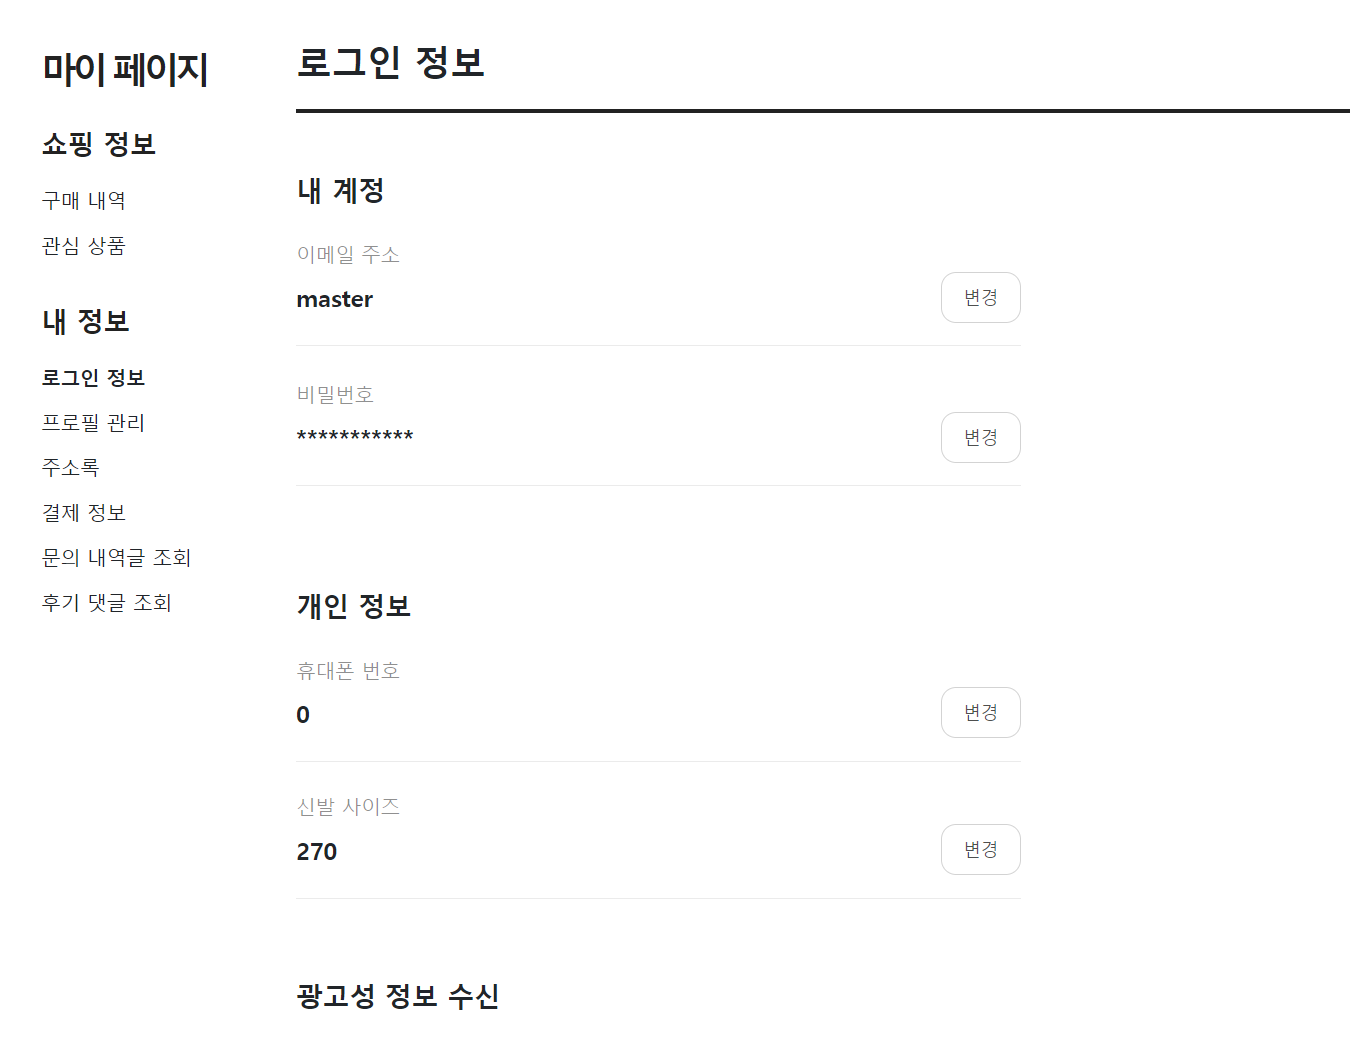 마이 페이지
쇼핑 정보
구매 내역
관심 상품
내 정보
로그인 정보
프로필 관리
주소록
결제 정보
문의 내역글 조회
후기 댓글 조회
로그인 정보
내 계정
이메일 주소
master
변경
비밀번호
***********
변경
개인 정보
휴대폰 번호
0
변경
신발 사이즈
270
변경
광고성 정보 수신